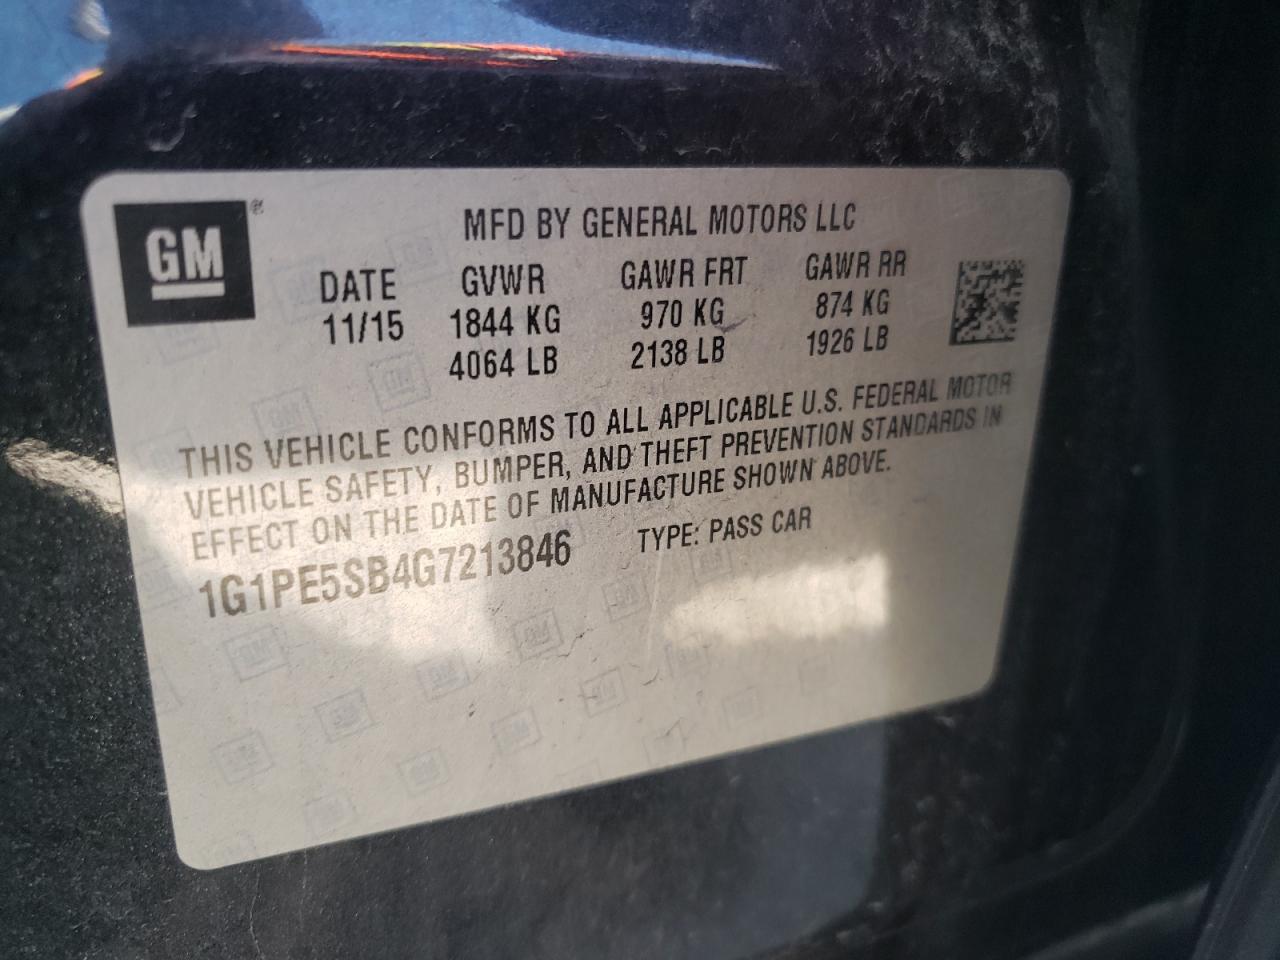 GM ®
MFD BY GENERAL MOTORS LLC
DATE GVWR GAWR FRT GAWR RR
11/15 1844 KG 970 KG 874 KG
4064 LB 2138 LB 1926 LB
THIS VEHICLE CONFORMS TO ALL APPLICABLE U.S. FEDERAL MOTOR
VEHICLE SAFETY, BUMPER, AND THEFT PREVENTION STANDARDS IN
EFFECT ON THE DATE OF MANUFACTURE SHOWN ABOVE.
1G1PE5SB4G7213846 TYPE: PASS CAR